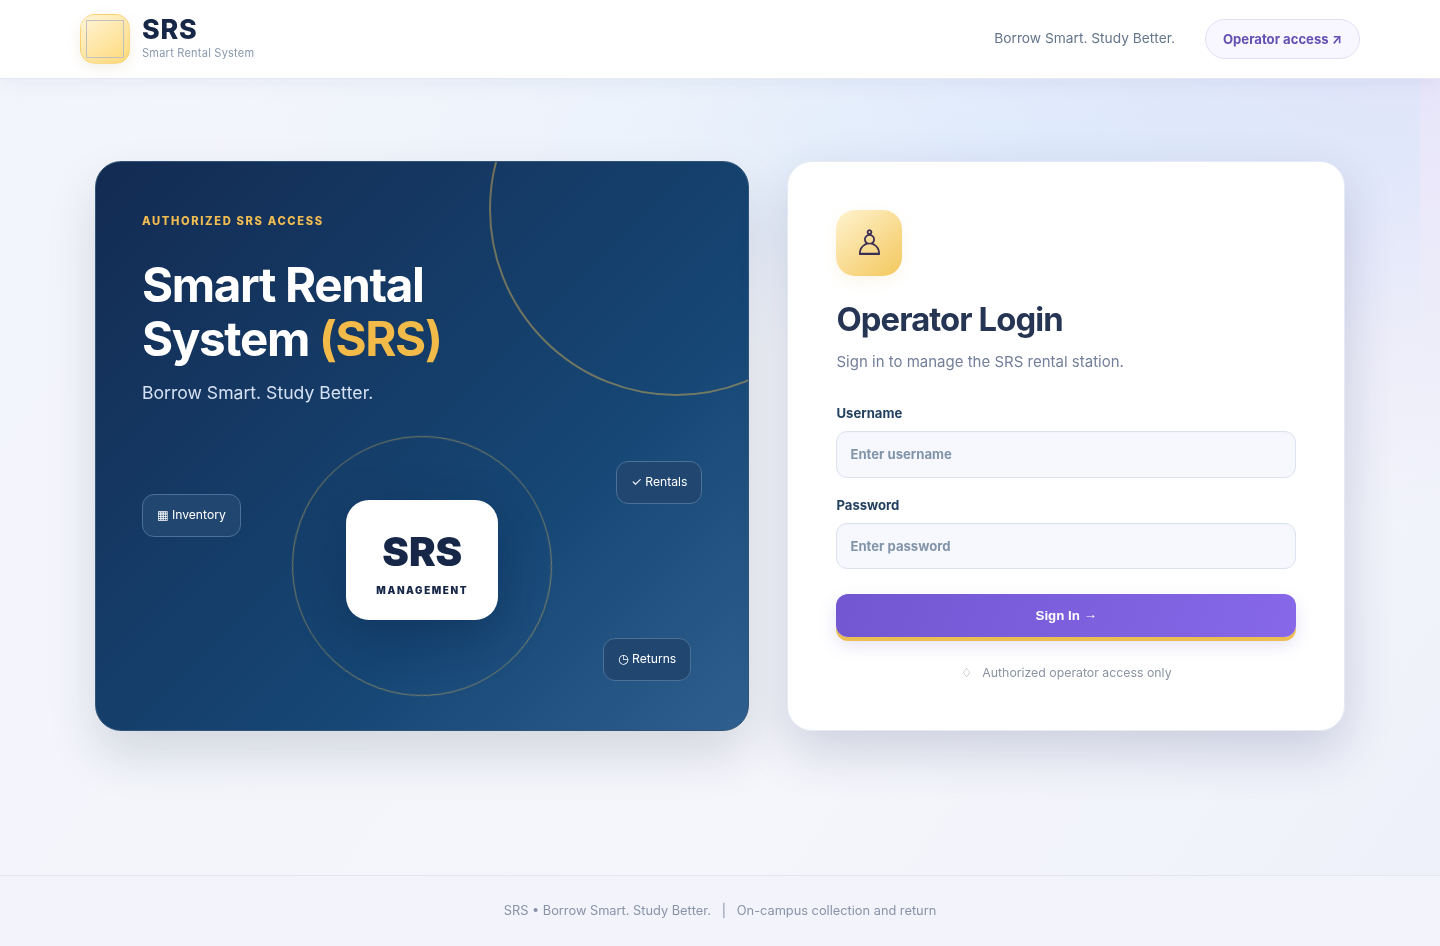 SRS
Smart Rental System
Borrow Smart. Study Better.
Operator access ↗
AUTHORIZED SRS ACCESS
Smart Rental
System (SRS)
Borrow Smart. Study Better.
▦ Inventory
✓ Rentals
SRS
MANAGEMENT
◷ Returns
♙
Operator Login
Sign in to manage the SRS rental station.
Username
Enter username
Password
Enter password
Sign In →
♢ Authorized operator access only
SRS • Borrow Smart. Study Better. | On-campus collection and return